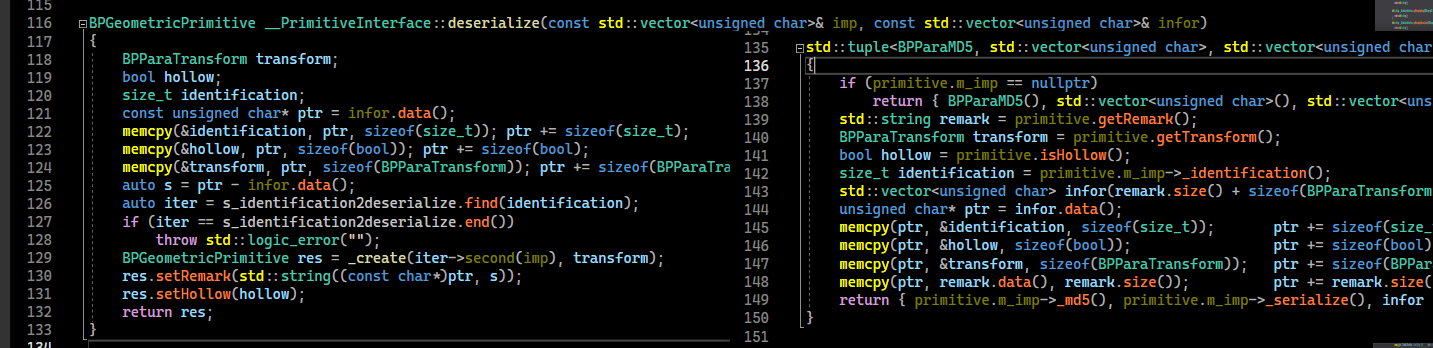 115
116 BPGeometricPrimitive __PrimitiveInterface::deserialize(const std::vector<unsigned char>& imp, const std::vector<unsigned char>& infor)
117 {
118 BPParaTransform transform;
119 bool hollow;
120 size_t identification;
121 const unsigned char* ptr = infor.data();
122 memcpy(&identification, ptr, sizeof(size_t)); ptr += sizeof(size_t);
123 memcpy(&hollow, ptr, sizeof(bool)); ptr += sizeof(bool);
124 memcpy(&transform, ptr, sizeof(BPParaTransform)); ptr += sizeof(BPParaTra
125 auto s = ptr - infor.data();
126 auto iter = s_identification2deserialize.find(identification);
127 if (iter == s_identification2deserialize.end())
128 throw std::logic_error("");
129 BPGeometricPrimitive res = _create(iter->second(imp), transform);
130 res.setRemark(std::string((const char*)ptr, s));
131 res.setHollow(hollow);
132 return res;
133 }
134
134
135 std::tuple<BPParaMD5, std::vector<unsigned char>, std::vector<unsigned char
136 {
137 if (primitive.m_imp == nullptr)
138 return { BPParaMD5(), std::vector<unsigned char>(), std::vector<uns
139 std::string remark = primitive.getRemark();
140 BPParaTransform transform = primitive.getTransform();
141 bool hollow = primitive.isHollow();
142 size_t identification = primitive.m_imp->_identification();
143 std::vector<unsigned char> infor(remark.size() + sizeof(BPParaTransform
144 unsigned char* ptr = infor.data();
145 memcpy(ptr, &identification, sizeof(size_t)); ptr += sizeof(size_
146 memcpy(ptr, &hollow, sizeof(bool)); ptr += sizeof(bool)
147 memcpy(ptr, &transform, sizeof(BPParaTransform)); ptr += sizeof(BPPar
148 memcpy(ptr, remark.data(), remark.size()); ptr += remark.size(
149 return { primitive.m_imp->_md5(), primitive.m_imp->_serialize(), infor
150 }
151